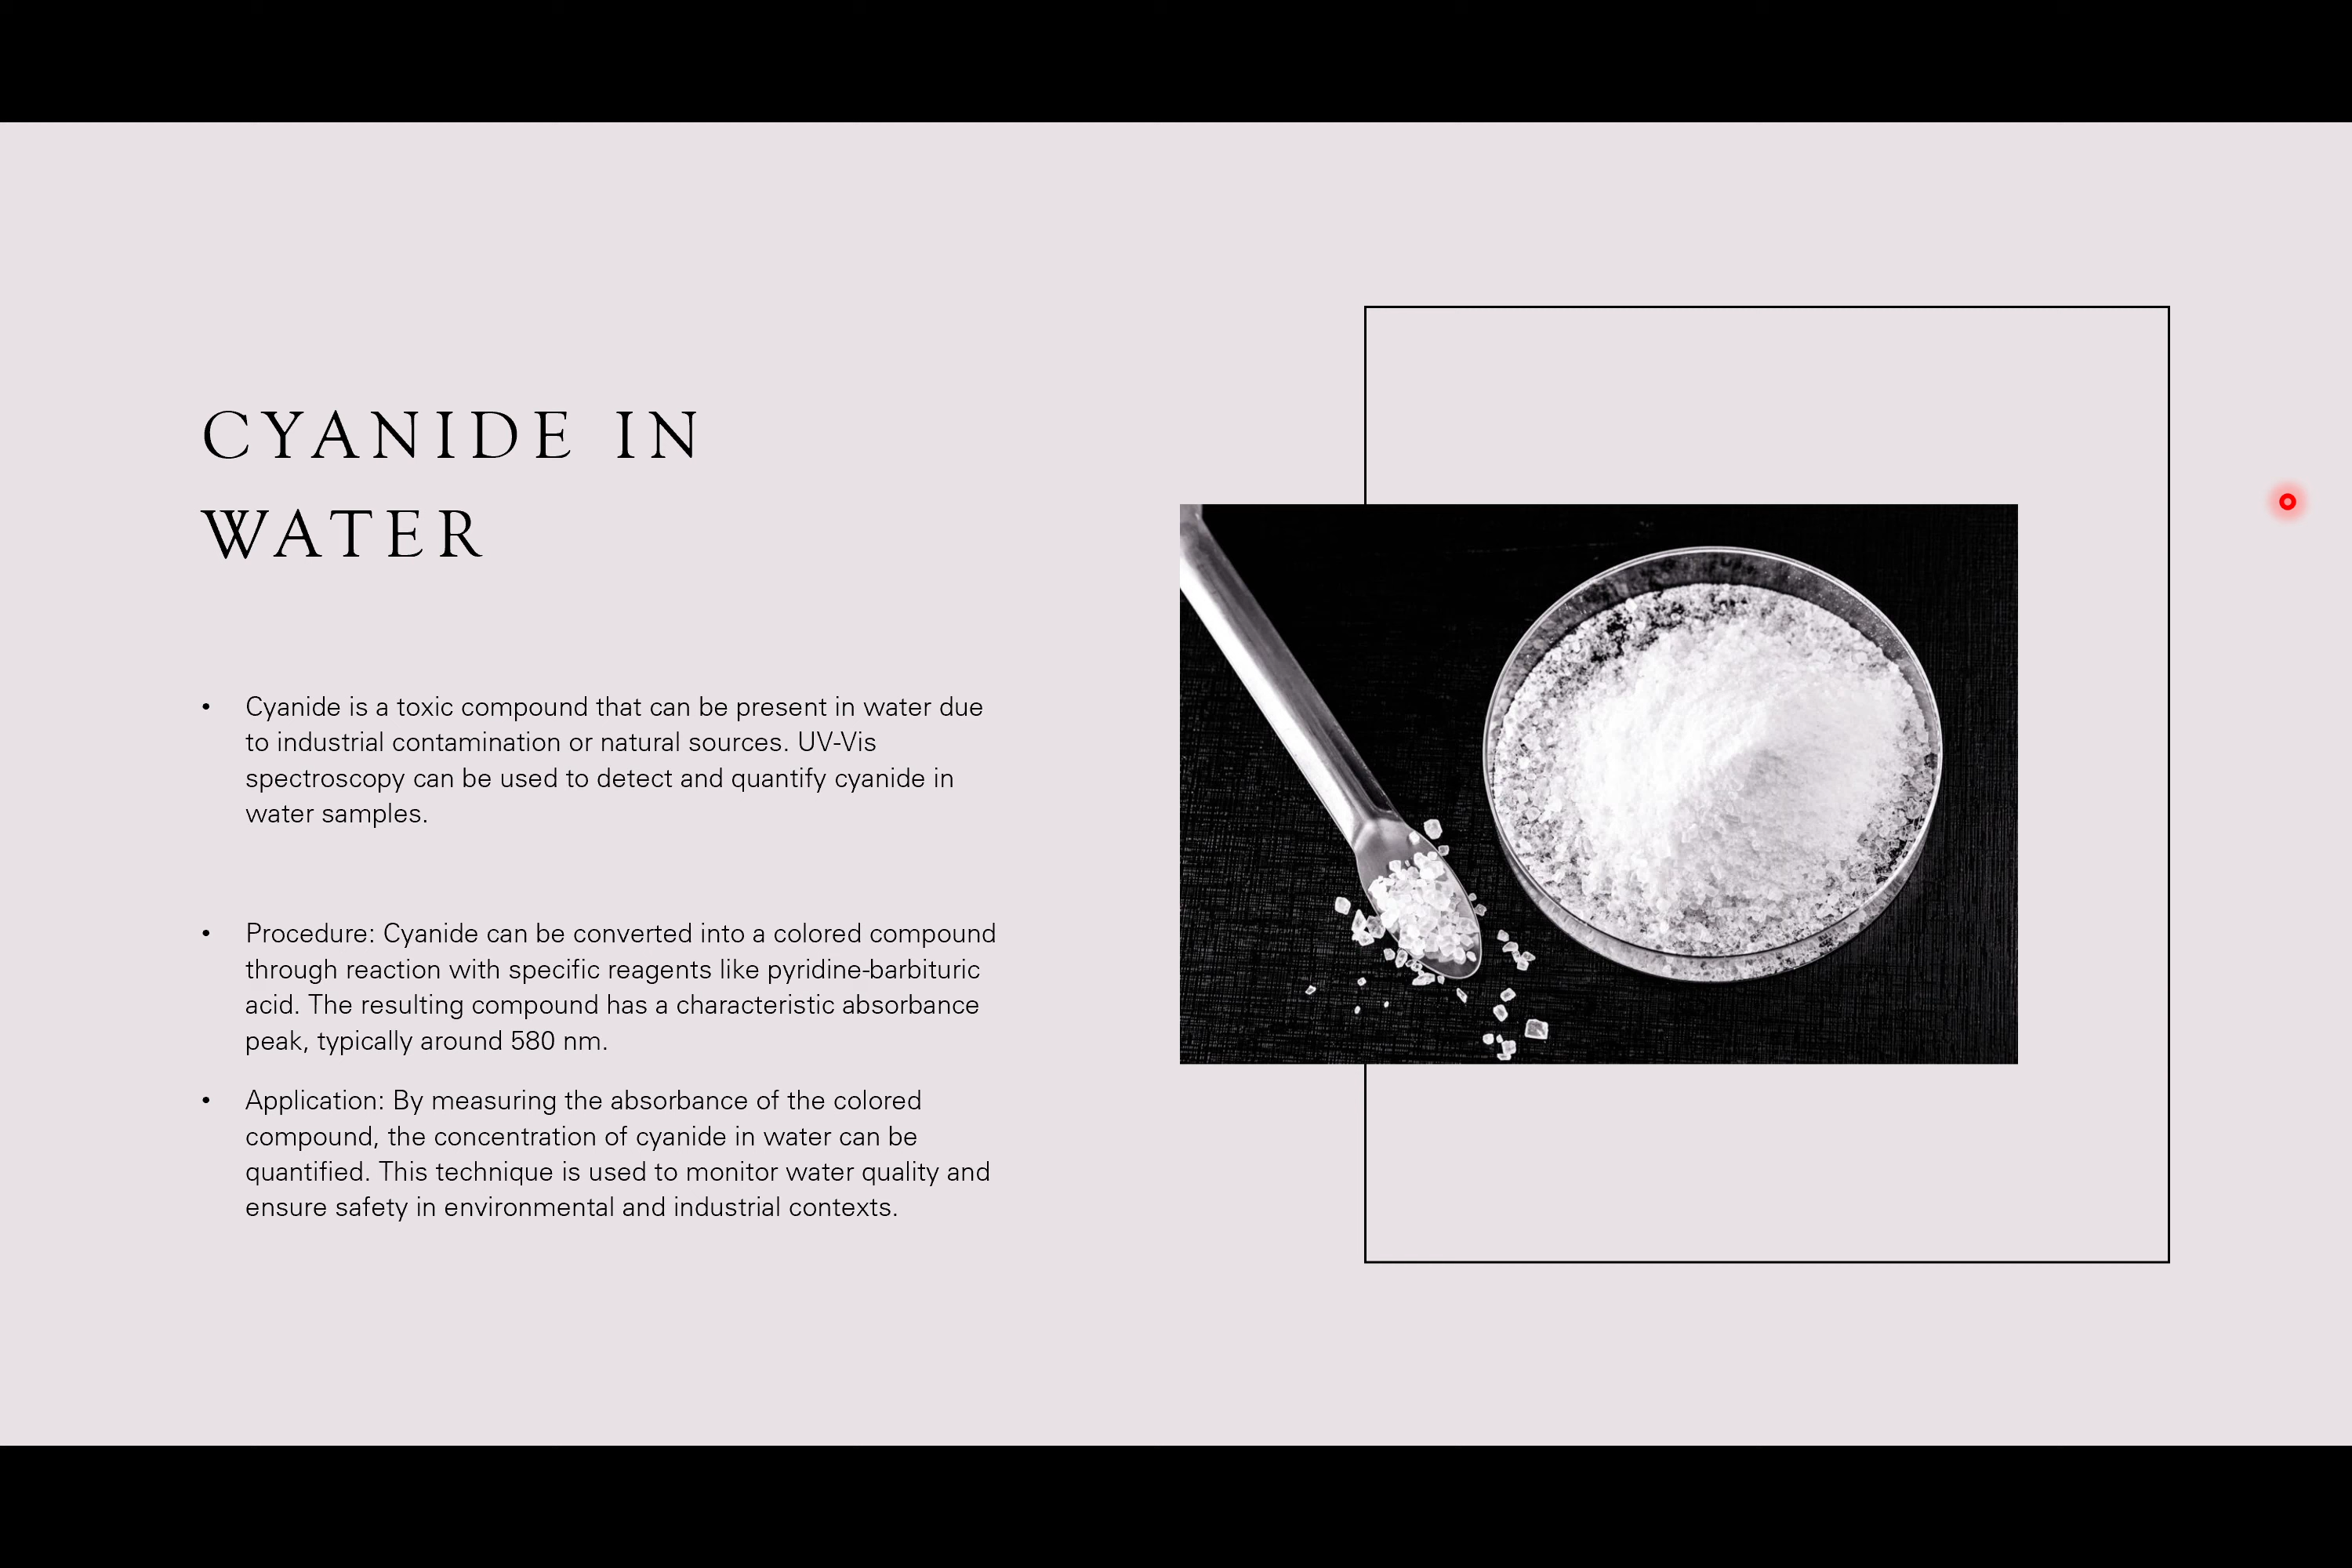 CYANIDE IN
WATER
• Cyanide is a toxic compound that can be present in water due
to industrial contamination or natural sources. UV-Vis
spectroscopy can be used to detect and quantify cyanide in
water samples.
• Procedure: Cyanide can be converted into a colored compound
through reaction with specific reagents like pyridine-barbituric
acid. The resulting compound has a characteristic absorbance
peak, typically around 580 nm.
• Application: By measuring the absorbance of the colored
compound, the concentration of cyanide in water can be
quantified. This technique is used to monitor water quality and
ensure safety in environmental and industrial contexts.